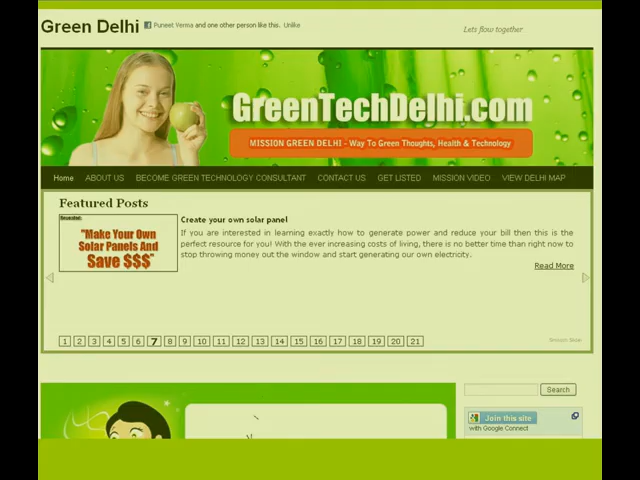 Green Delhi
Puneet Verma and one other person like this. Unlike
Lets flow together
GreenTechDelhi.com
MISSION GREEN DELHI - Way To Green Thoughts, Health & Technology
Home ABOUT US BECOME GREEN TECHNOLOGY CONSULTANT CONTACT US GET LISTED MISSION VIDEO VIEW DELHI MAP
Featured Posts
"Make Your Own
Solar Panels And
Save $$$"
Create your own solar panel
If you are interested in learning exactly how to generate power and reduce your bill then this is the
perfect resource for you! With the ever increasing costs of living, there is no better time than right now to
stop throwing money out the window and start generating our own electricity.
Read More
1 2 3 4 5 6 7 8 9 10 11 12 13 14 15 16 17 18 19 20 21
Search
Join this site
with Google Connect